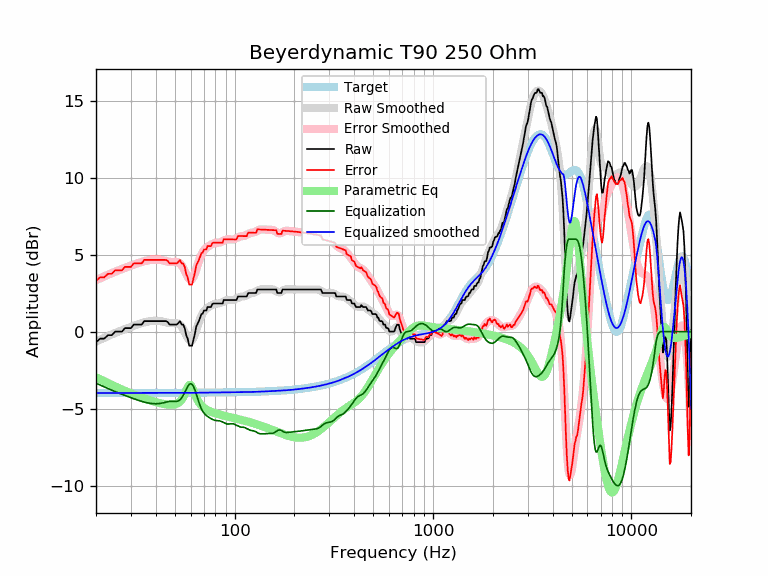 Beyerdynamic T90 250 Ohm
Target
Raw Smoothed
Error Smoothed
Raw
Error
Parametric Eq
Equalization
Equalized smoothed
15
10
5
0
−5
−10
Amplitude (dBr)
100
1000
10000
Frequency (Hz)